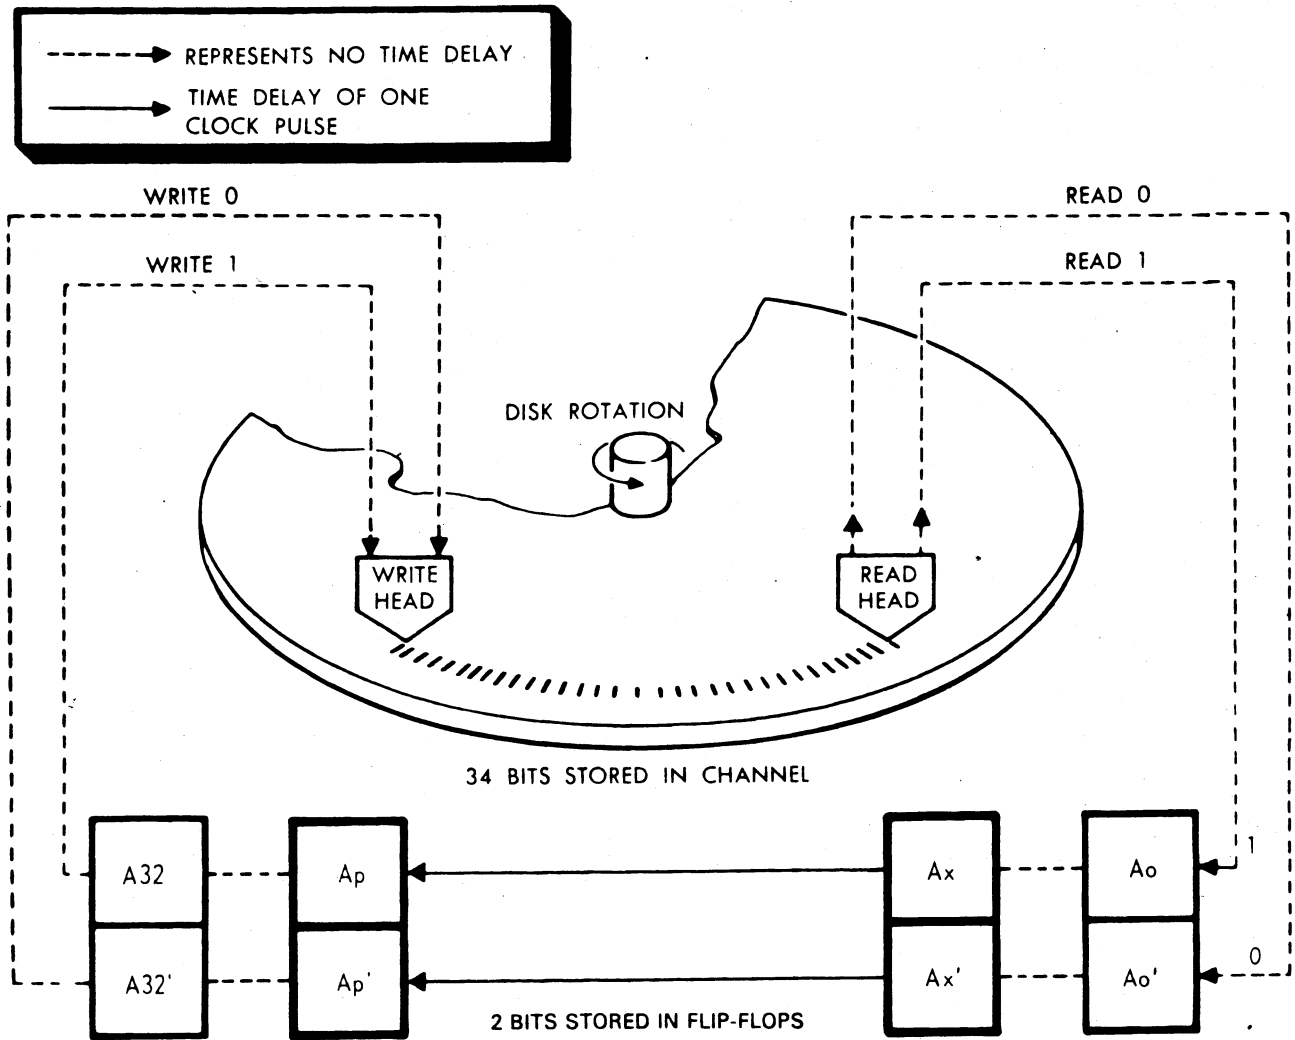 REPRESENTS NO TIME DELAY
TIME DELAY OF ONE
CLOCK PULSE
WRITE 0
READ 0
WRITE 1
READ 1
DISK ROTATION
WRITE
HEAD
READ
HEAD
34 BITS STORED IN CHANNEL
1
A32
Ap
Ax
Ao
0
A32'
Ap'
Ax'
Ao'
2 BITS STORED IN FLIP-FLOPS